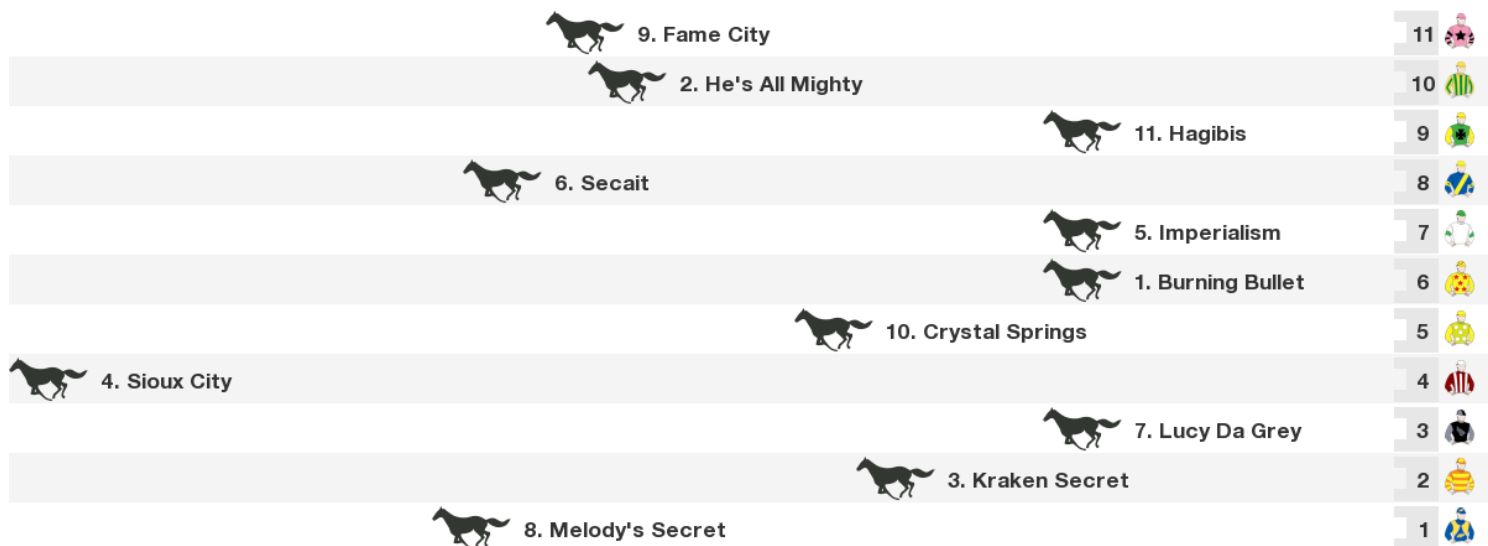 9. Fame City 11
2. He's All Mighty 10
11. Hagibis 9
6. Secait 8
5. Imperialism 7
1. Burning Bullet 6
10. Crystal Springs 5
4. Sioux City 4
7. Lucy Da Grey 3
3. Kraken Secret 2
8. Melody's Secret 1